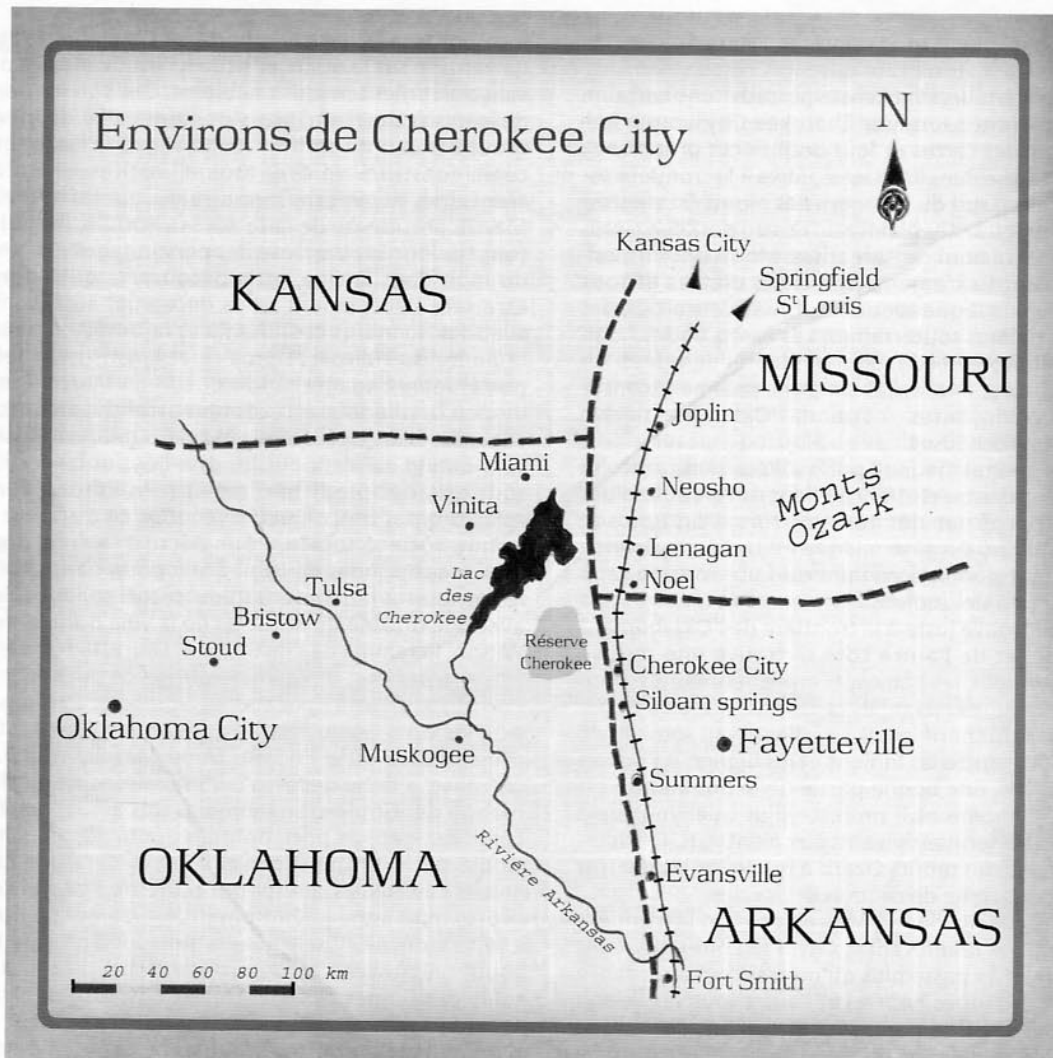 Environs de Cherokee City
N
Kansas City
KANSAS
Springfield
St Louis
MISSOURI
Joplin
Miami
Neosho
Monts
Ozark
Vinita
Lenagan
Lac
des
Cherokee
Noel
Tulsa
Bristow
Réserve
Cherokee
Stoud
Cherokee City
Siloam springs
Oklahoma City
Muskogee
Fayetteville
Summers
OKLAHOMA
Riviére Arkansas
Evansville
ARKANSAS
20 40 60 80 100 km
Fort Smith